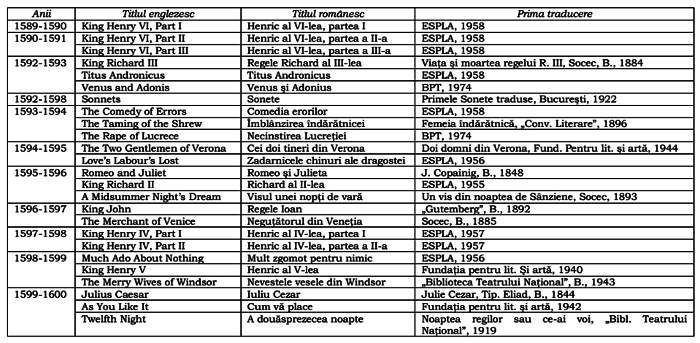 Anii Titlul englezesc Titlul românesc Prima traducere
1589-1590 King Henry VI, Part I Henric al VI-lea, partea I ESPLA, 1958
1590-1591 King Henry VI, Part II Henric al VI-lea, partea a II-a ESPLA, 1958
King Henry VI, Part III Henric al VI-lea, partea a III-a ESPLA, 1958
1592-1593 King Richard III Regele Richard al III-lea Viața și moartea regelui R. III, Socec, B., 1884
Titus Andronicus Titus Andronicus ESPLA, 1958
Venus and Adonis Venus și Adonius BPT, 1974
1592-1598 Sonnets Sonete Primele Sonete traduse, București, 1922
1593-1594 The Comedy of Errors Comedia erorilor ESPLA, 1958
The Taming of the Shrew Îmblânzirea îndărătnicei Femeia îndărătnică, „Conv. Literare”, 1896
The Rape of Lucrece Necinstirea Lucreției BPT, 1974
1594-1595 The Two Gentlemen of Verona Cei doi tineri din Verona Doi domni din Verona, Fund. Pentru lit. și artă, 1944
Love's Labour's Lost Zadarnicele chinuri ale dragostei ESPLA, 1956
1595-1596 Romeo and Juliet Romeo și Julieta J. Copainig, B., 1848
King Richard II Richard al II-lea ESPLA, 1955
A Midsummer Night's Dream Visul unei nopți de vară Un vis din noaptea de Sânziene, Socec, 1893
1596-1597 King John Regele Ioan „Gutemberg”, B., 1892
The Merchant of Venice Neguțătorul din Veneția Socec, B., 1885
1597-1598 King Henry IV, Part I Henric al IV-lea, partea I ESPLA, 1957
King Henry IV, Part II Henric al IV-lea, partea a II-a ESPLA, 1957
1598-1599 Much Ado About Nothing Mult zgomot pentru nimic ESPLA, 1956
King Henry V Henric al V-lea Fundația pentru lit. Și artă, 1940
The Merry Wives of Windsor Nevestele vesele din Windsor „Biblioteca Teatrului Național”, B., 1943
1599-1600 Julius Caesar Iuliu Cezar Julie Cezar, Tip. Eliad, B., 1844
As You Like It Cum vă place Fundația pentru lit. și artă, 1942
Twelfth Night A douăsprezecea noapte Noaptea regilor sau ce-ai voi, „Bibl. Teatrului
Național”, 1919